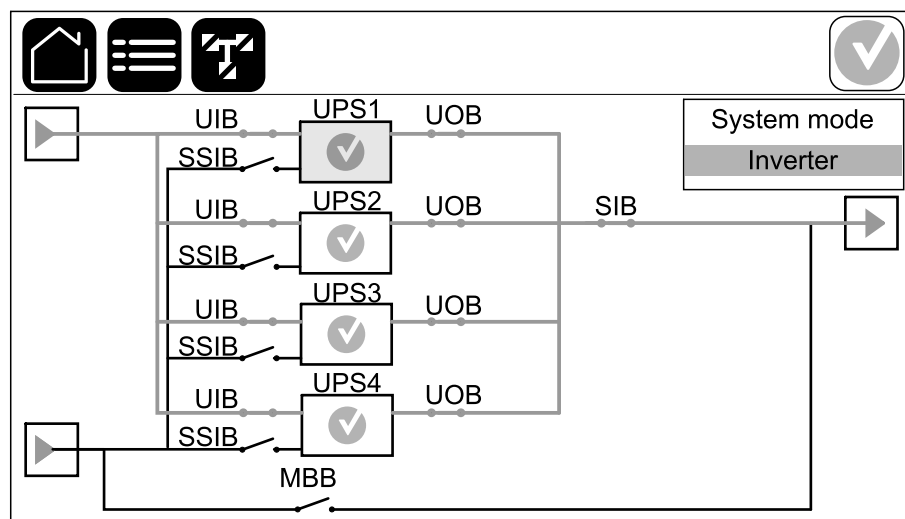 System mode
Inverter
UIB
UPS1
UOB
SSIB
UIB
UPS2
UOB
SIB
SSIB
UIB
UPS3
UOB
SSIB
UIB
UPS4
UOB
SSIB
MBB